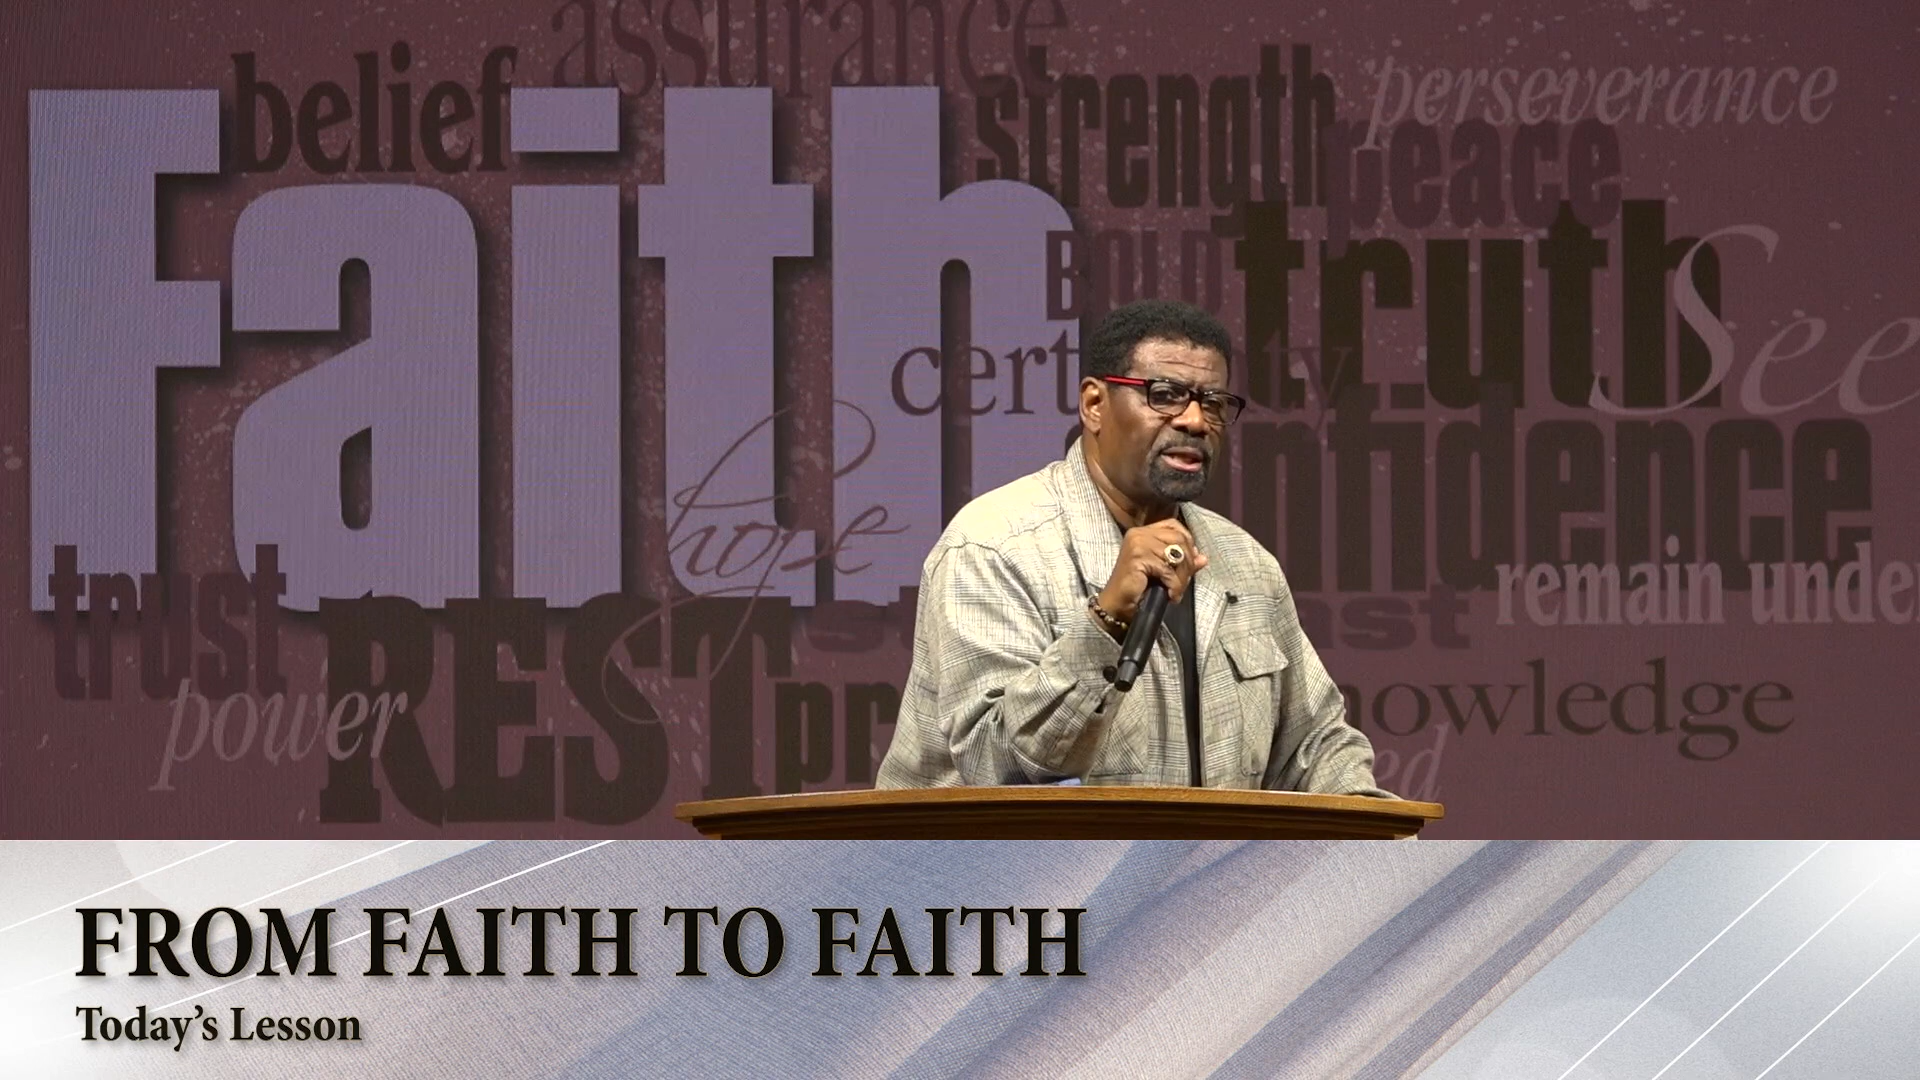 assurance
belief
Faith
strength
perseverance
peace
BOLD
truth
See
certainty
confidence
hope
trust
REST
remain under
power
knowledge
FROM FAITH TO FAITH
Today's Lesson